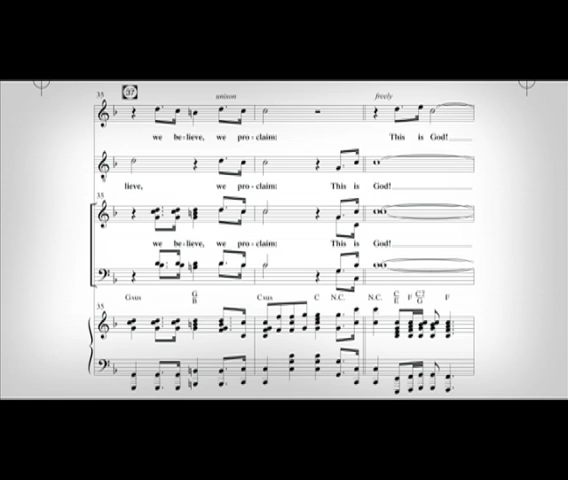 35 37 unison freely
we be - lieve, we pro - claim: This is God!
lieve, we pro - claim: This is God!
35
we be - lieve, we pro - claim: This is God!
Gsus G/B Csus C N.C. N.C. C/E F C2/G F
35